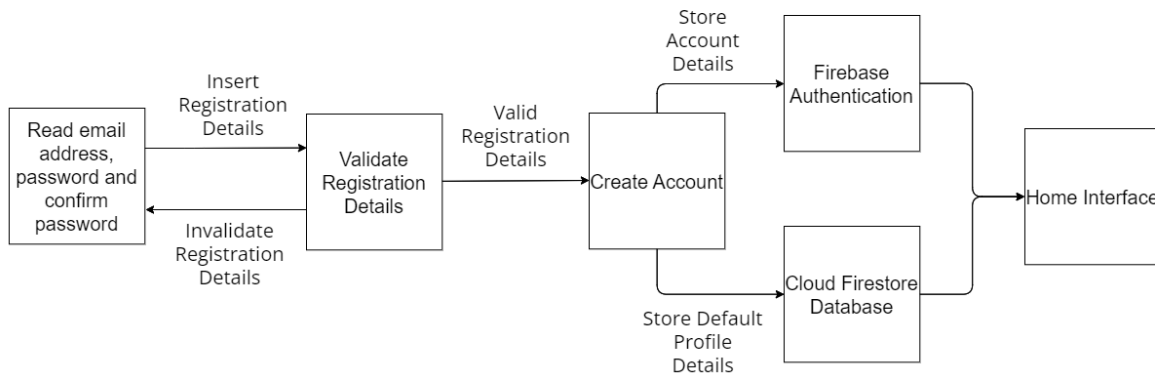 Read email
address,
password and
confirm
password
Insert
Registration
Details
Invalidate
Registration
Details
Validate
Registration
Details
Valid
Registration
Details
Create Account
Store
Account
Details
Store Default
Profile
Details
Firebase
Authentication
Cloud Firestore
Database
Home Interface